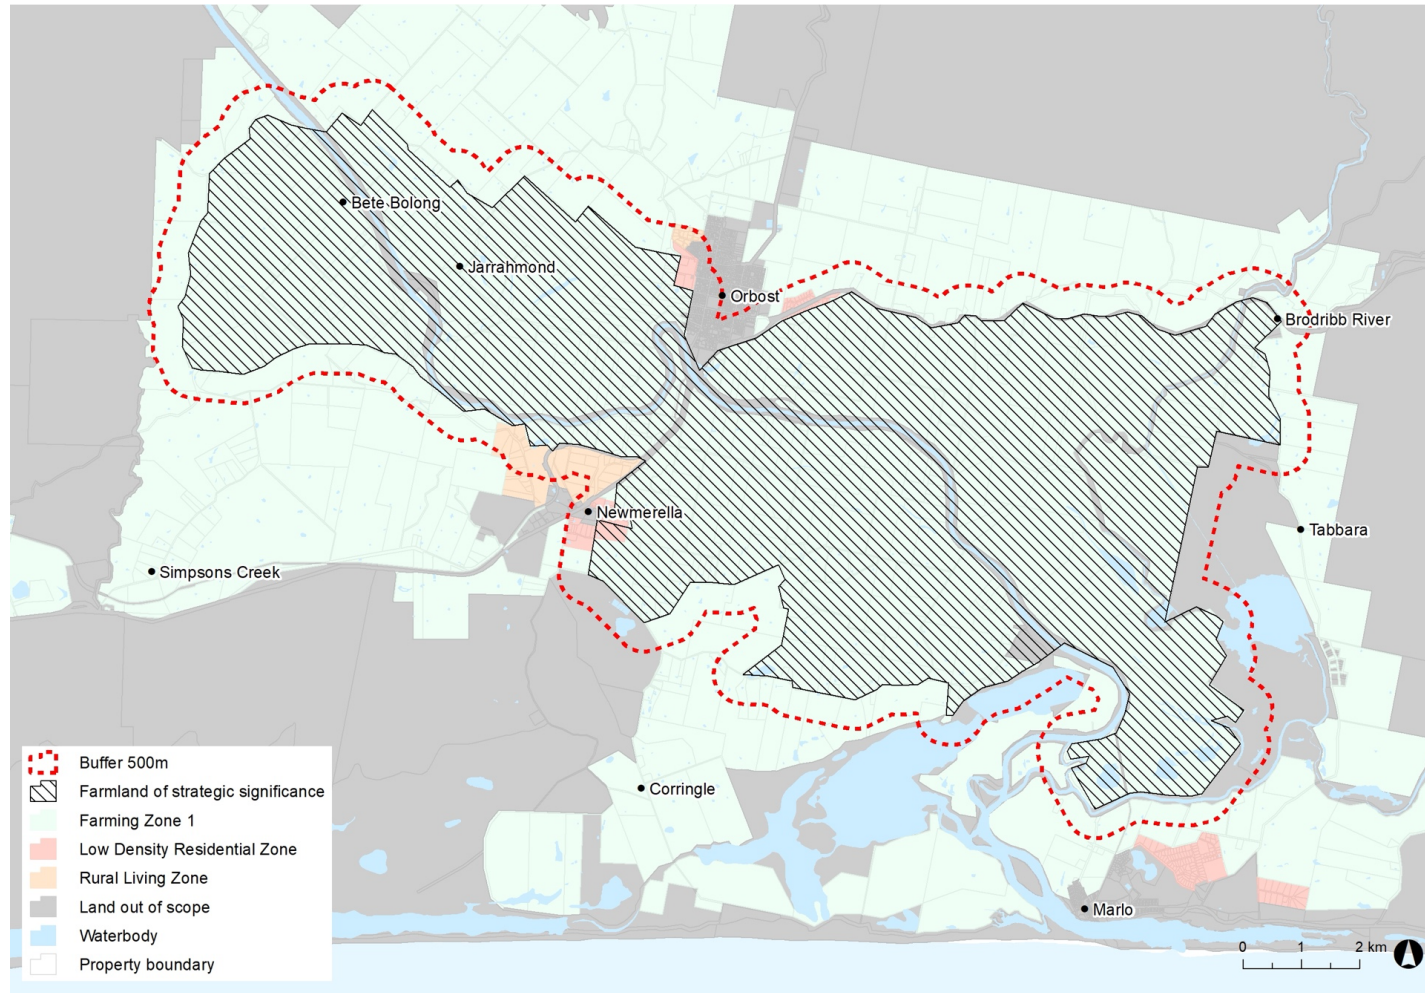 Bete Bolong
Jarrahmond
Orbost
Brodribb River
Newmerella
Tabbara
Simpsons Creek
Corringle
Marlo
Buffer 500m
Farmland of strategic significance
Farming Zone 1
Low Density Residential Zone
Rural Living Zone
Land out of scope
Waterbody
Property boundary
0 1 2 km